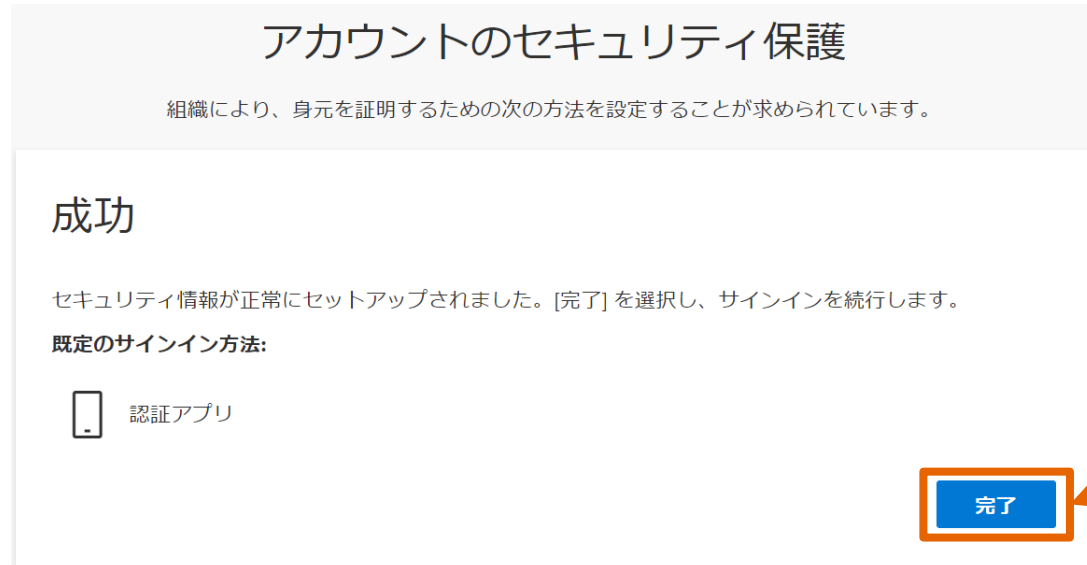 アカウントのセキュリティ保護
組織により、身元を証明するための次の方法を設定することが求められています。
成功
セキュリティ情報が正常にセットアップされました。[完了] を選択し、サインインを続行します。
既定のサインイン方法:
認証アプリ
完了